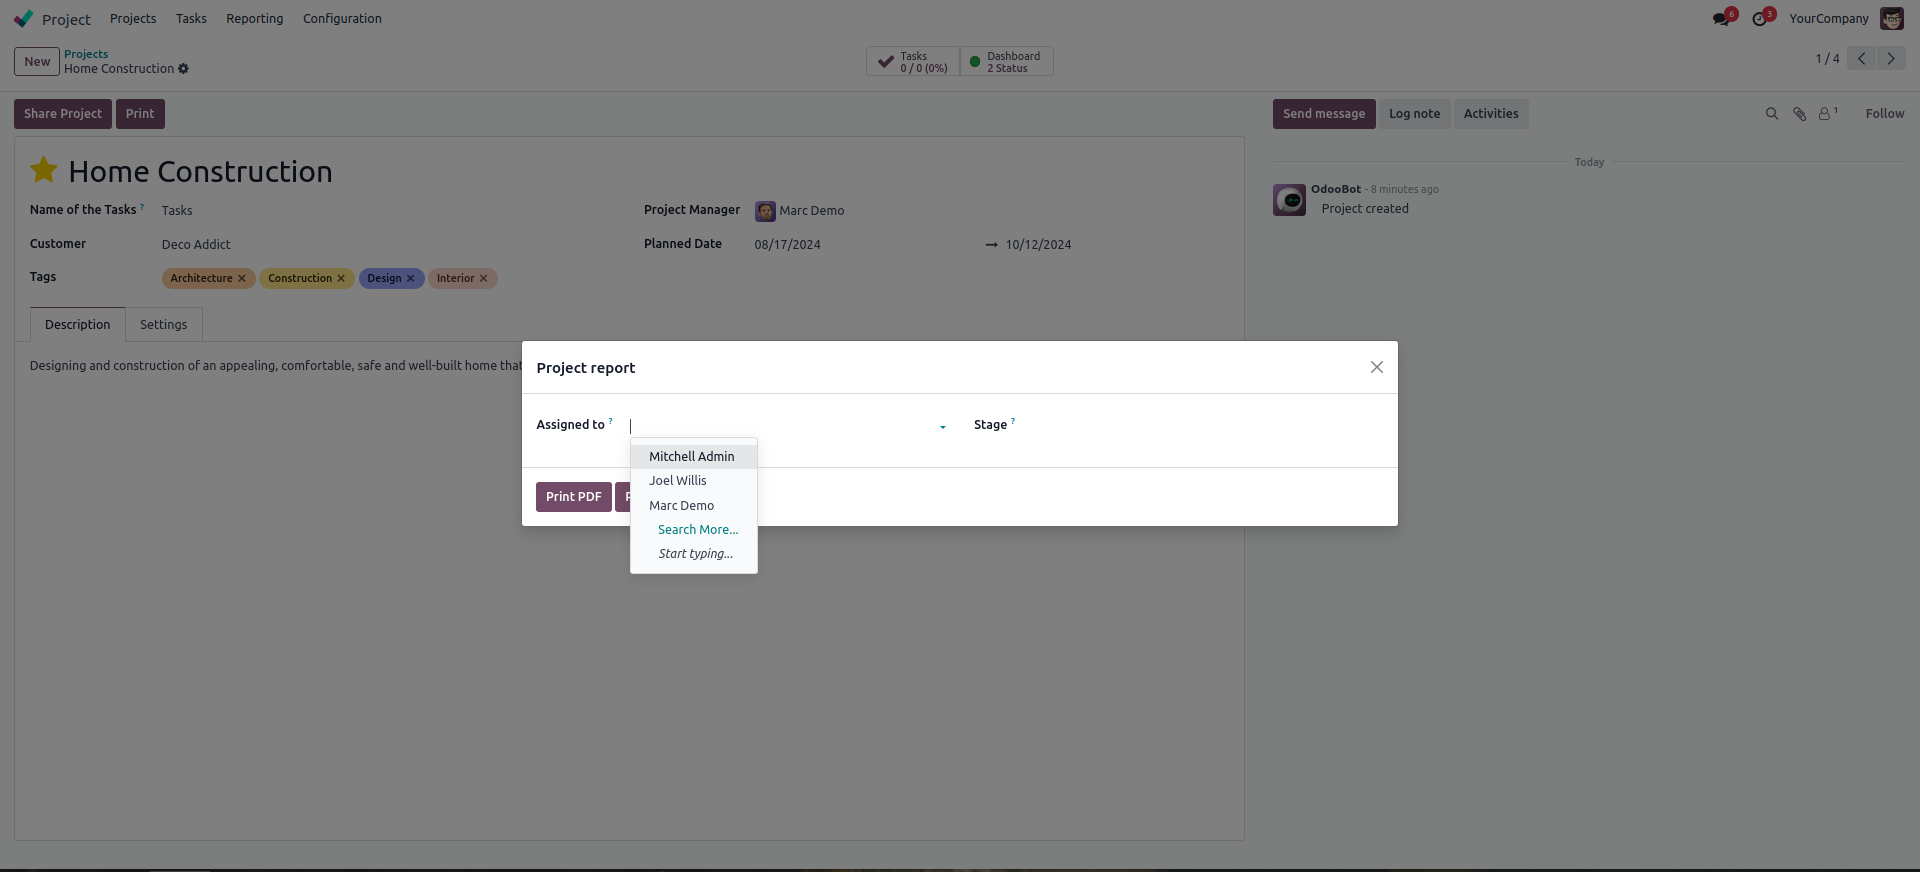 Project Projects Tasks Reporting Configuration 6 3 YourCompany
New Projects
Home Construction
Tasks
0 / 0 (0%)
Dashboard
2 Status
1 / 4
Share Project Print
Send message Log note Activities 1 Follow
Home Construction
Today
OdooBot - 8 minutes ago
Project created
Name of the Tasks ? Tasks
Project Manager Marc Demo
Customer Deco Addict
Planned Date 08/17/2024 → 10/12/2024
Tags Architecture × Construction × Design × Interior ×
Description Settings
Designing and construction of an appealing, comfortable, safe and well-built home that
Project report
Assigned to ?
Stage ?
Mitchell Admin
Joel Willis
Marc Demo
Search More...
Start typing...
Print PDF